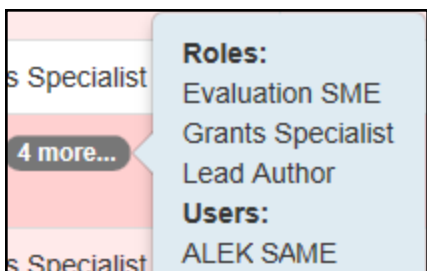 s Specialist
4 more...
s Specialist
Roles:
Evaluation SME
Grants Specialist
Lead Author
Users:
ALEK SAME